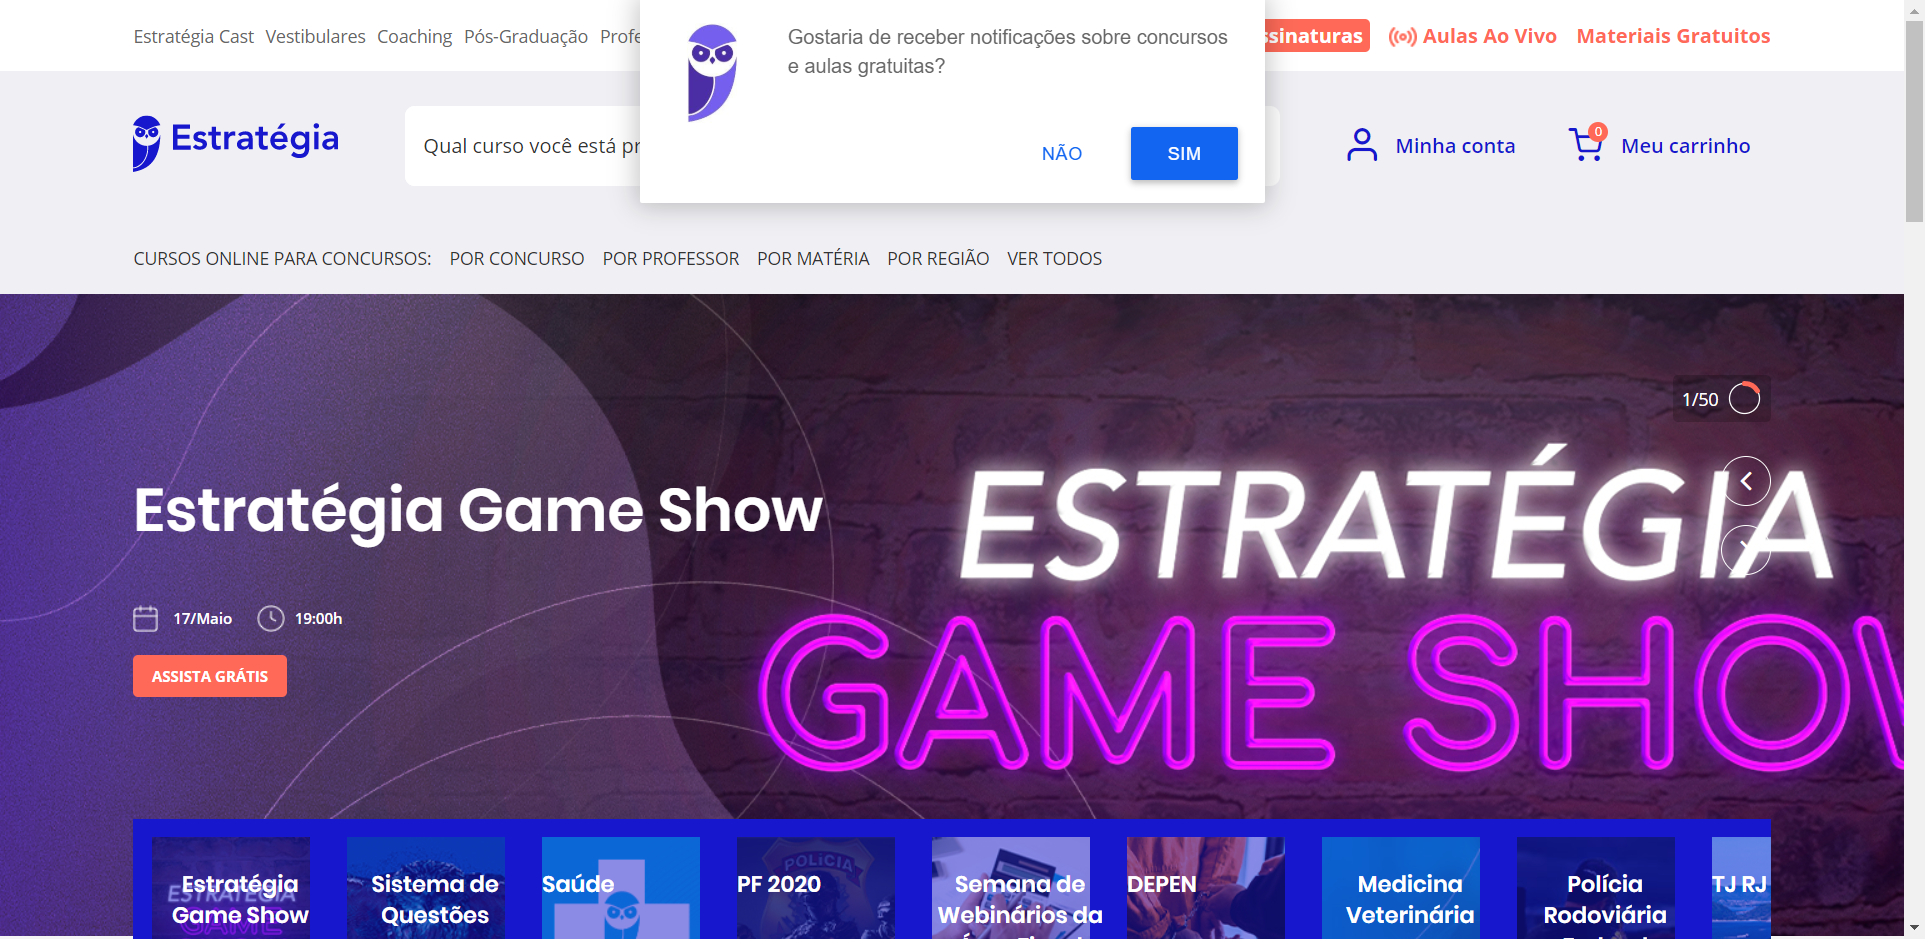 Estratégia Cast Vestibulares Coaching Pós-Graduação
Gostaria de receber notificações sobre concursos
e aulas gratuitas?
NÃO SIM
Aulas Ao Vivo Materiais Gratuitos
Estratégia
Qual curso você está
Minha conta
0
Meu carrinho
CURSOS ONLINE PARA CONCURSOS: POR CONCURSO POR PROFESSOR POR MATÉRIA POR REGIÃO VER TODOS
1/50
Estratégia Game Show
17/Maio 19:00h
ASSISTA GRÁTIS
ESTRATÉGIA
GAME SHOW
Estratégia
Game Show
ESTRATÉGIA
GAME
Sistema de
Questões
Saúde
PF 2020
POLÍCIA
Semana de
Webinários da
DEPEN
Medicina
Veterinária
Polícia
Rodoviária
TJ RJ